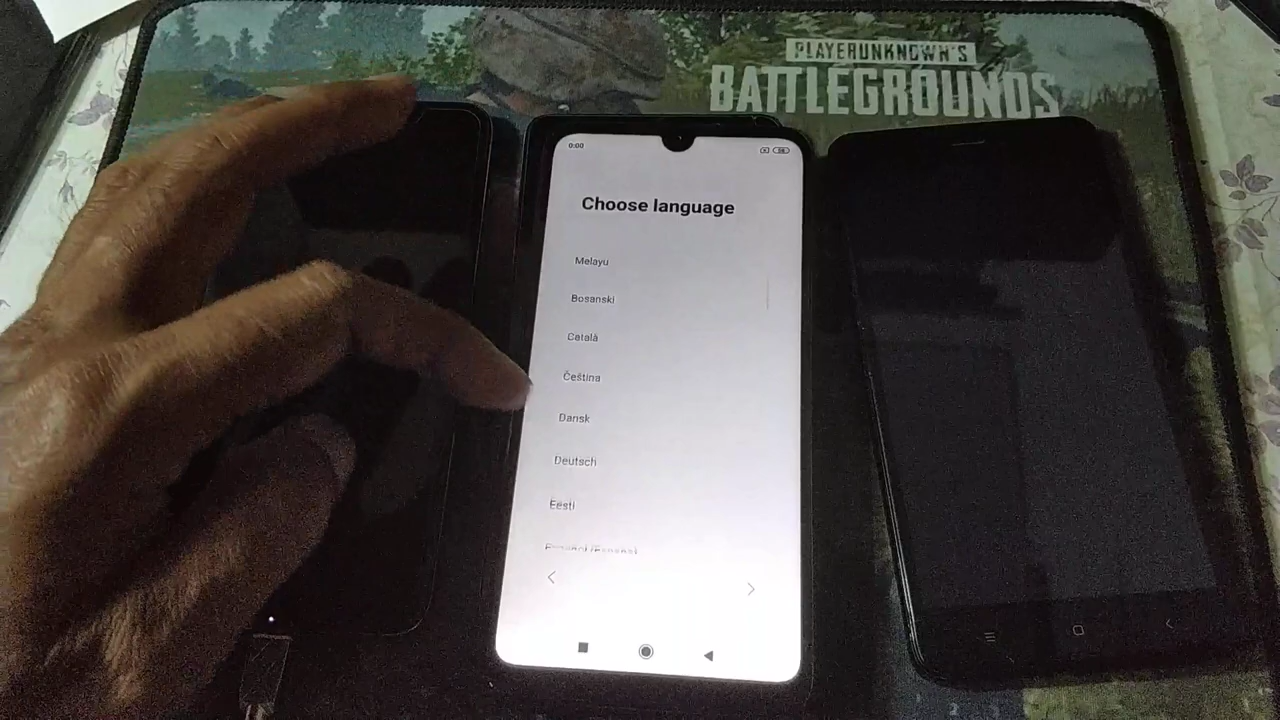 PLAYERUNKNOWN'S
BATTLEGROUNDS
0:00
Choose language
Melayu
Bosanski
Català
Čeština
Dansk
Deutsch
Eesti